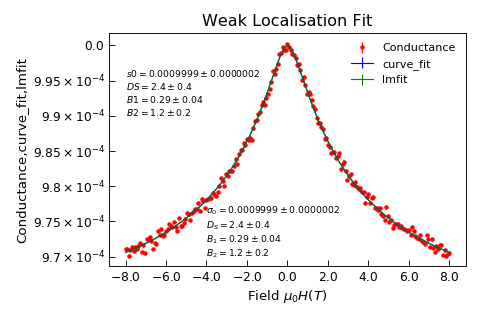 Weak Localisation Fit
Conductance,curve_fit,lmfit
0.0
9.95 × 10⁻⁴
9.9 × 10⁻⁴
9.85 × 10⁻⁴
9.8 × 10⁻⁴
9.75 × 10⁻⁴
9.7 × 10⁻⁴
s0 = 0.0009999 ± 0.0000002
DS = 2.4 ± 0.4
B1 = 0.29 ± 0.04
B2 = 1.2 ± 0.2
Conductance
curve_fit
lmfit
σ₀ = 0.0009999 ± 0.0000002
Dₛ = 2.4 ± 0.4
B₁ = 0.29 ± 0.04
B₂ = 1.2 ± 0.2
−8.0 −6.0 −4.0 −2.0 0.0 2.0 4.0 6.0 8.0
Field μ₀H(T)